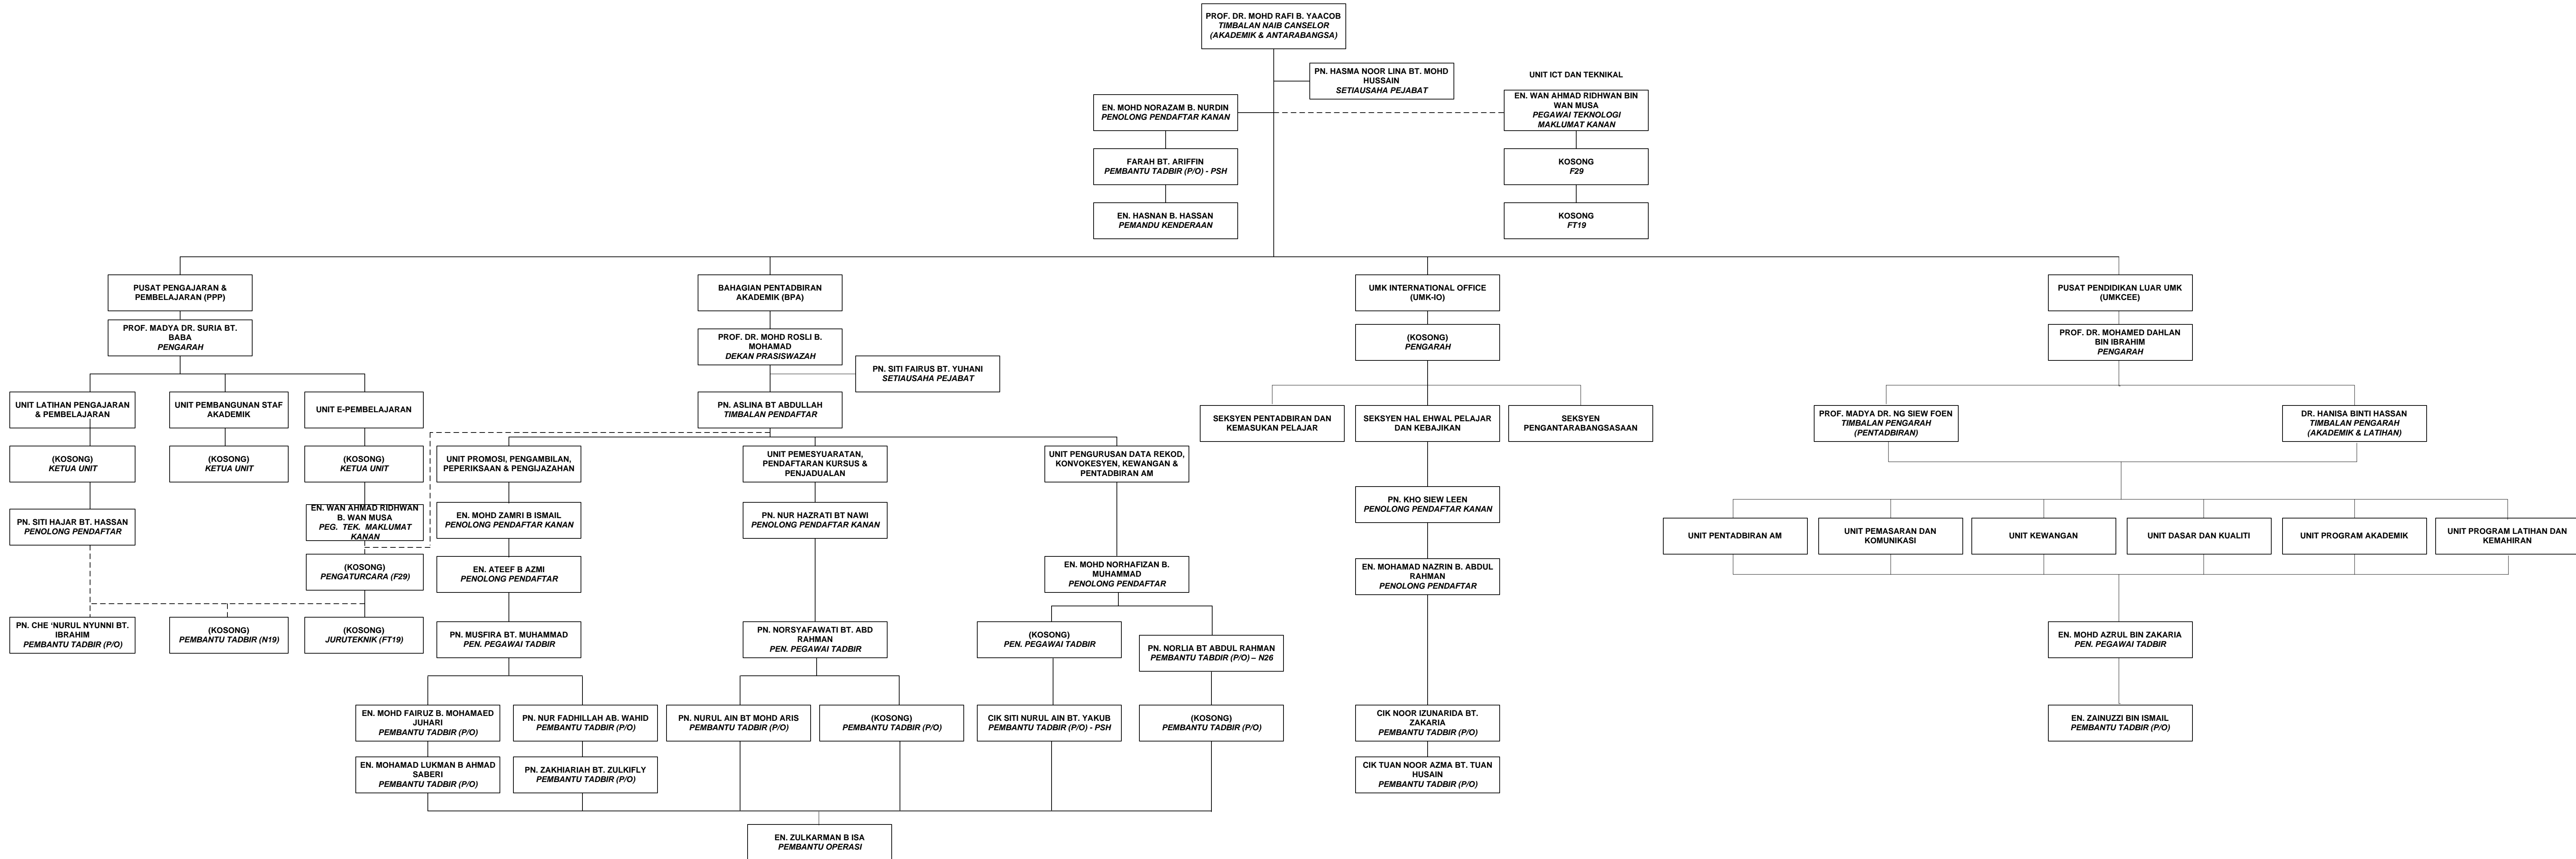 PROF. DR. MOHD RAFI B. YAACOB
TIMBALAN NAIB CANSELOR
(AKADEMIK & ANTARABANGSA)
PN. HASMA NOOR LINA BT. MOHD
HUSSAIN
SETIAUSAHA PEJABAT
UNIT ICT DAN TEKNIKAL
EN. MOHD NORAZAM B. NURDIN
PENOLONG PENDAFTAR KANAN
EN. WAN AHMAD RIDHWAN BIN
WAN MUSA
PEGAWAI TEKNOLOGI
MAKLUMAT KANAN
FARAH BT. ARIFFIN
PEMBANTU TADBIR (P/O) - PSH
KOSONG
F29
EN. HASNAN B. HASSAN
PEMANDU KENDERAAN
KOSONG
FT19
PUSAT PENGAJARAN &
PEMBELAJARAN (PPP)
BAHAGIAN PENTADBIRAN
AKADEMIK (BPA)
UMK INTERNATIONAL OFFICE
(UMK-IO)
PUSAT PENDIDIKAN LUAR UMK
(UMKCEE)
PROF. MADYA DR. SURIA BT.
BABA
PENGARAH
PROF. DR. MOHD ROSLI B.
MOHAMAD
DEKAN PRASISWAZAH
(KOSONG)
PENGARAH
PROF. DR. MOHAMED DAHLAN
BIN IBRAHIM
PENGARAH
PN. SITI FAIRUS BT. YUHANI
SETIAUSAHA PEJABAT
UNIT LATIHAN PENGAJARAN
& PEMBELAJARAN
UNIT PEMBANGUNAN STAF
AKADEMIK
UNIT E-PEMBELAJARAN
PN. ASLINA BT ABDULLAH
TIMBALAN PENDAFTAR
SEKSYEN PENTADBIRAN DAN
KEMASUKAN PELAJAR
SEKSYEN HAL EHWAL PELAJAR
DAN KEBAJIKAN
SEKSYEN
PENGANTARABANGSASAAN
PROF. MADYA DR. NG SIEW FOEN
TIMBALAN PENGARAH
(PENTADBIRAN)
DR. HANISA BINTI HASSAN
TIMBALAN PENGARAH
(AKADEMIK & LATIHAN)
(KOSONG)
KETUA UNIT
(KOSONG)
KETUA UNIT
(KOSONG)
KETUA UNIT
UNIT PROMOSI, PENGAMBILAN,
PEPERIKSAAN & PENGIJAZAHAN
UNIT PEMESYUARATAN,
PENDAFTARAN KURSUS &
PENJADUALAN
UNIT PENGURUSAN DATA REKOD,
KONVOKESYEN, KEWANGAN &
PENTADBIRAN AM
PN. SITI HAJAR BT. HASSAN
PENOLONG PENDAFTAR
EN. WAN AHMAD RIDHWAN
B. WAN MUSA
PEG. TEK. MAKLUMAT
KANAN
EN. MOHD ZAMRI B ISMAIL
PENOLONG PENDAFTAR KANAN
PN. NUR HAZRATI BT NAWI
PENOLONG PENDAFTAR KANAN
PN. KHO SIEW LEEN
PENOLONG PENDAFTAR KANAN
UNIT PENTADBIRAN AM
UNIT PEMASARAN DAN
KOMUNIKASI
UNIT KEWANGAN
UNIT DASAR DAN KUALITI
UNIT PROGRAM AKADEMIK
UNIT PROGRAM LATIHAN DAN
KEMAHIRAN
(KOSONG)
PENGATURCARA (F29)
EN. ATEEF B AZMI
PENOLONG PENDAFTAR
EN. MOHD NORHAFIZAN B.
MUHAMMAD
PENOLONG PENDAFTAR
EN. MOHAMAD NAZRIN B. ABDUL
RAHMAN
PENOLONG PENDAFTAR
PN. CHE ‘NURUL NYUNNI BT.
IBRAHIM
PEMBANTU TADBIR (P/O)
(KOSONG)
PEMBANTU TADBIR (N19)
(KOSONG)
JURUTEKNIK (FT19)
PN. MUSFIRA BT. MUHAMMAD
PEN. PEGAWAI TADBIR
PN. NORSYAFAWATI BT. ABD
RAHMAN
PEN. PEGAWAI TADBIR
(KOSONG)
PEN. PEGAWAI TADBIR
PN. NORLIA BT ABDUL RAHMAN
PEMBANTU TABDIR (P/O) – N26
EN. MOHD AZRUL BIN ZAKARIA
PEN. PEGAWAI TADBIR
EN. MOHD FAIRUZ B. MOHAMAED
JUHARI
PEMBANTU TADBIR (P/O)
PN. NUR FADHILLAH AB. WAHID
PEMBANTU TADBIR (P/O)
PN. NURUL AIN BT MOHD ARIS
PEMBANTU TADBIR (P/O)
(KOSONG)
PEMBANTU TADBIR (P/O)
CIK SITI NURUL AIN BT. YAKUB
PEMBANTU TADBIR (P/O) - PSH
(KOSONG)
PEMBANTU TADBIR (P/O)
CIK NOOR IZUNARIDA BT.
ZAKARIA
PEMBANTU TADBIR (P/O)
EN. ZAINUZZI BIN ISMAIL
PEMBANTU TADBIR (P/O)
EN. MOHAMAD LUKMAN B AHMAD
SABERI
PEMBANTU TADBIR (P/O)
PN. ZAKHIARIAH BT. ZULKIFLY
PEMBANTU TADBIR (P/O)
CIK TUAN NOOR AZMA BT. TUAN
HUSAIN
PEMBANTU TADBIR (P/O)
EN. ZULKARMAN B ISA
PEMBANTU OPERASI